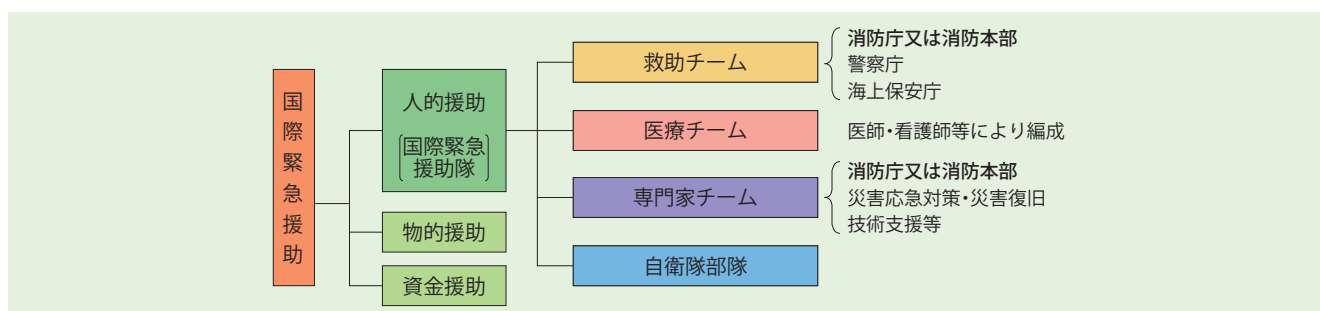 国際緊急援助
人的援助
国際緊急
援助隊
物的援助
資金援助
救助チーム
消防庁又は消防本部
警察庁
海上保安庁
医療チーム
医師・看護師等により編成
専門家チーム
消防庁又は消防本部
災害応急対策・災害復旧
技術支援等
自衛隊部隊